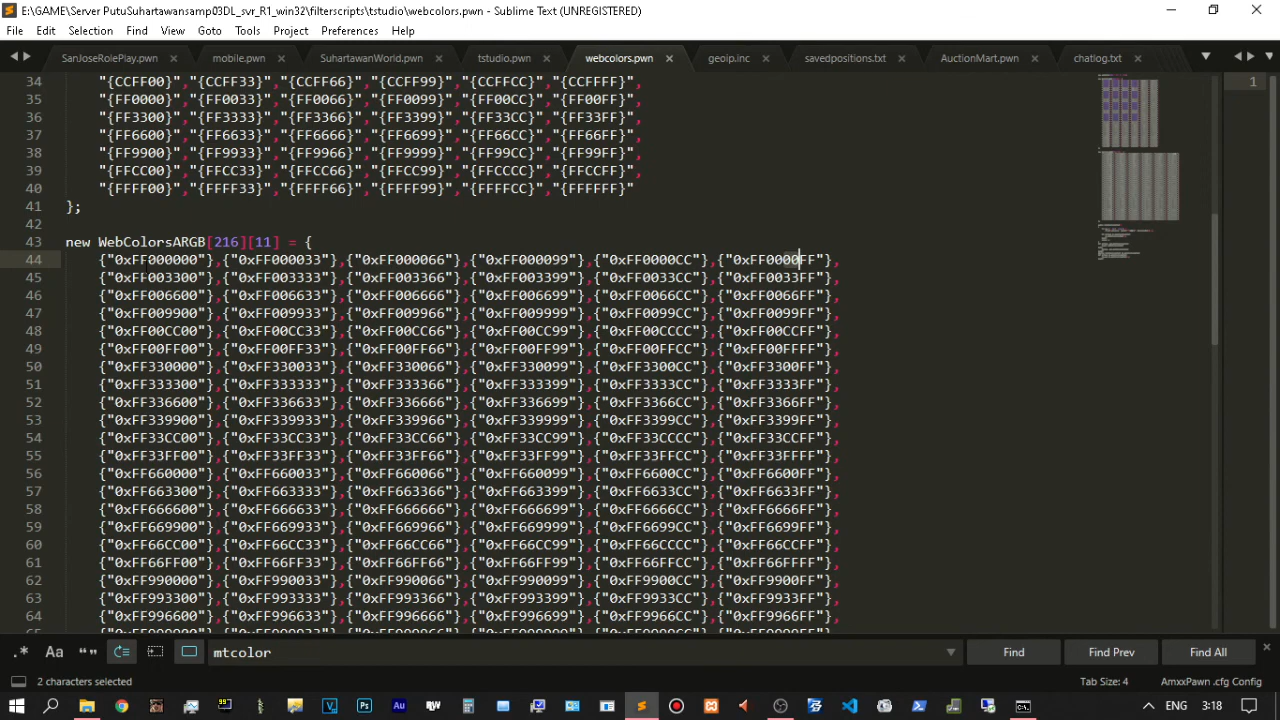 E:\GAME\Server PutuSuhartawansamp03DL_svr_R1_win32\filterscripts\tstudio\webcolors.pwn - Sublime Text (UNREGISTERED)
File Edit Selection Find View Goto Tools Project Preferences Help
SanJoseRolePlay.pwn mobile.pwn SuhartawanWorld.pwn tstudio.pwn webcolors.pwn geoip.inc savedpositions.txt AuctionMart.pwn chatlog.txt
34 "{CCFF00}","{CCFF33}","{CCFF66}","{CCFF99}","{CCFFCC}","{CCFFFF}", 1
35 "{FF0000}","{FF0033}","{FF0066}","{FF0099}","{FF00CC}","{FF00FF}",
36 "{FF3300}","{FF3333}","{FF3366}","{FF3399}","{FF33CC}","{FF33FF}",
37 "{FF6600}","{FF6633}","{FF6666}","{FF6699}","{FF66CC}","{FF66FF}",
38 "{FF9900}","{FF9933}","{FF9966}","{FF9999}","{FF99CC}","{FF99FF}",
39 "{FFCC00}","{FFCC33}","{FFCC66}","{FFCC99}","{FFCCCC}","{FFCCFF}",
40 "{FFFF00}","{FFFF33}","{FFFF66}","{FFFF99}","{FFFFCC}","{FFFFFF}"
41 };
42
43 new WebColorsARGB[216][11] = {
44 {"0xFF000000"},{"0xFF000033"},{"0xFF000066"},{"0xFF000099"},{"0xFF0000CC"},{"0xFF0000FF"},
45 {"0xFF003300"},{"0xFF003333"},{"0xFF003366"},{"0xFF003399"},{"0xFF0033CC"},{"0xFF0033FF"},
46 {"0xFF006600"},{"0xFF006633"},{"0xFF006666"},{"0xFF006699"},{"0xFF0066CC"},{"0xFF0066FF"},
47 {"0xFF009900"},{"0xFF009933"},{"0xFF009966"},{"0xFF009999"},{"0xFF0099CC"},{"0xFF0099FF"},
48 {"0xFF00CC00"},{"0xFF00CC33"},{"0xFF00CC66"},{"0xFF00CC99"},{"0xFF00CCCC"},{"0xFF00CCFF"},
49 {"0xFF00FF00"},{"0xFF00FF33"},{"0xFF00FF66"},{"0xFF00FF99"},{"0xFF00FFCC"},{"0xFF00FFFF"},
50 {"0xFF330000"},{"0xFF330033"},{"0xFF330066"},{"0xFF330099"},{"0xFF3300CC"},{"0xFF3300FF"},
51 {"0xFF333300"},{"0xFF333333"},{"0xFF333366"},{"0xFF333399"},{"0xFF3333CC"},{"0xFF3333FF"},
52 {"0xFF336600"},{"0xFF336633"},{"0xFF336666"},{"0xFF336699"},{"0xFF3366CC"},{"0xFF3366FF"},
53 {"0xFF339900"},{"0xFF339933"},{"0xFF339966"},{"0xFF339999"},{"0xFF3399CC"},{"0xFF3399FF"},
54 {"0xFF33CC00"},{"0xFF33CC33"},{"0xFF33CC66"},{"0xFF33CC99"},{"0xFF33CCCC"},{"0xFF33CCFF"},
55 {"0xFF33FF00"},{"0xFF33FF33"},{"0xFF33FF66"},{"0xFF33FF99"},{"0xFF33FFCC"},{"0xFF33FFFF"},
56 {"0xFF660000"},{"0xFF660033"},{"0xFF660066"},{"0xFF660099"},{"0xFF6600CC"},{"0xFF6600FF"},
57 {"0xFF663300"},{"0xFF663333"},{"0xFF663366"},{"0xFF663399"},{"0xFF6633CC"},{"0xFF6633FF"},
58 {"0xFF666600"},{"0xFF666633"},{"0xFF666666"},{"0xFF666699"},{"0xFF6666CC"},{"0xFF6666FF"},
59 {"0xFF669900"},{"0xFF669933"},{"0xFF669966"},{"0xFF669999"},{"0xFF6699CC"},{"0xFF6699FF"},
60 {"0xFF66CC00"},{"0xFF66CC33"},{"0xFF66CC66"},{"0xFF66CC99"},{"0xFF66CCCC"},{"0xFF66CCFF"},
61 {"0xFF66FF00"},{"0xFF66FF33"},{"0xFF66FF66"},{"0xFF66FF99"},{"0xFF66FFCC"},{"0xFF66FFFF"},
62 {"0xFF990000"},{"0xFF990033"},{"0xFF990066"},{"0xFF990099"},{"0xFF9900CC"},{"0xFF9900FF"},
63 {"0xFF993300"},{"0xFF993333"},{"0xFF993366"},{"0xFF993399"},{"0xFF9933CC"},{"0xFF9933FF"},
64 {"0xFF996600"},{"0xFF996633"},{"0xFF996666"},{"0xFF996699"},{"0xFF9966CC"},{"0xFF9966FF"},
.* Aa “” mtcolor Find Find Prev Find All
2 characters selected Tab Size: 4 AmxxPawn .cfg Config
ENG 3:18